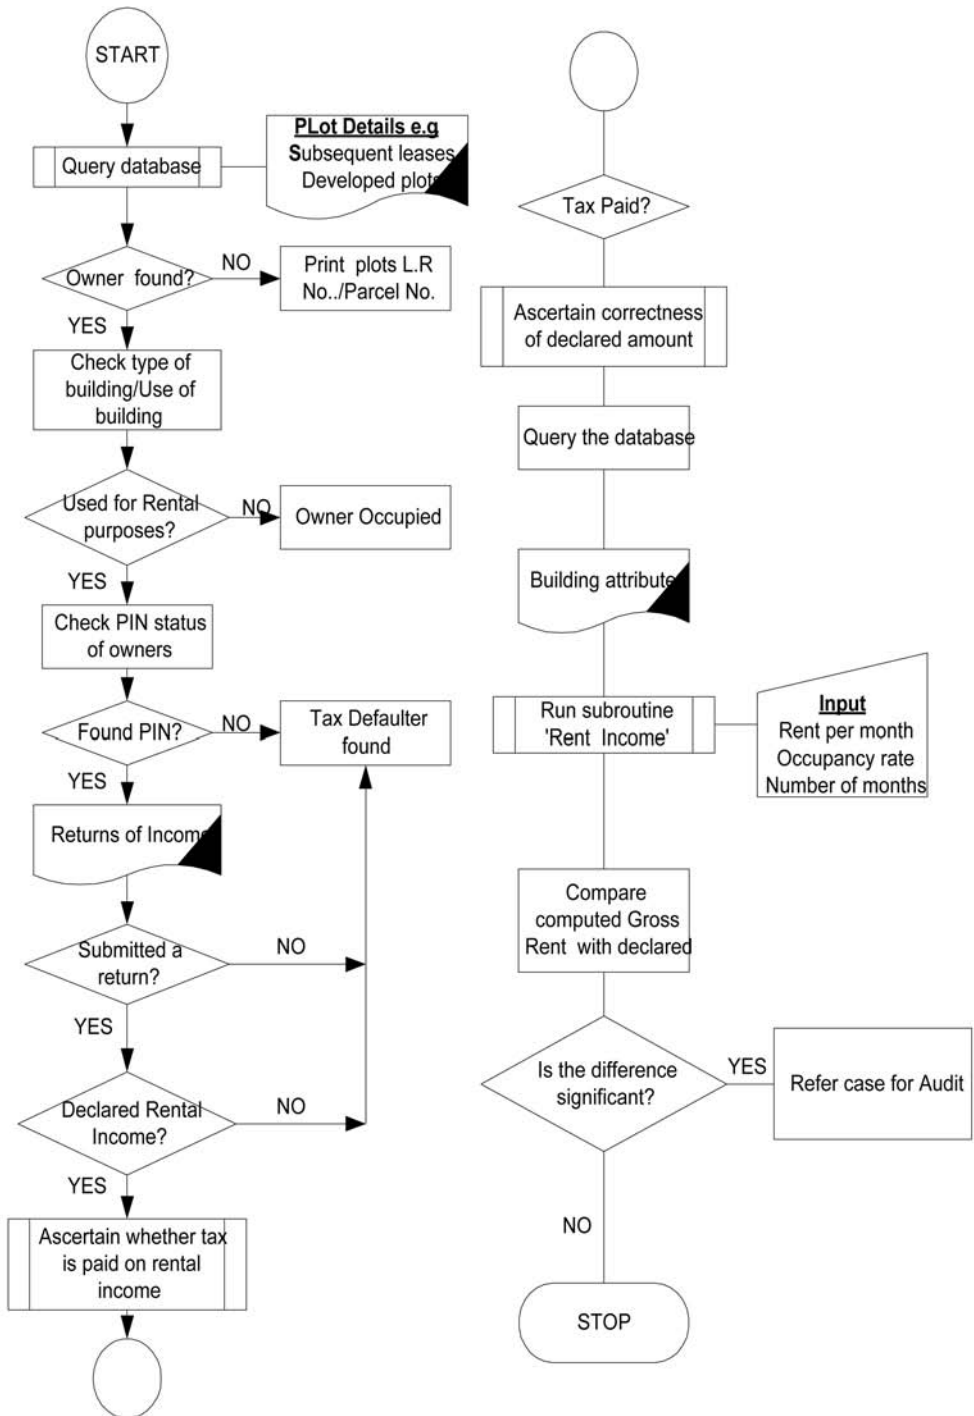 START
Query database
PLot Details e.g
Subsequent leases
Developed plots
Owner found?
NO
Print plots L.R
No../Parcel No.
YES
Check type of
building/Use of
building
Used for Rental
purposes?
NO
Owner Occupied
YES
Check PIN status
of owners
Found PIN?
NO
Tax Defaulter
found
YES
Returns of Income
Submitted a
return?
NO
YES
Declared Rental
Income?
NO
YES
Ascertain whether tax
is paid on rental
income
Tax Paid?
Ascertain correctness
of declared amount
Query the database
Building attribute
Run subroutine
'Rent Income'
Input
Rent per month
Occupancy rate
Number of months
Compare
computed Gross
Rent with declared
Is the difference
significant?
YES
Refer case for Audit
NO
STOP